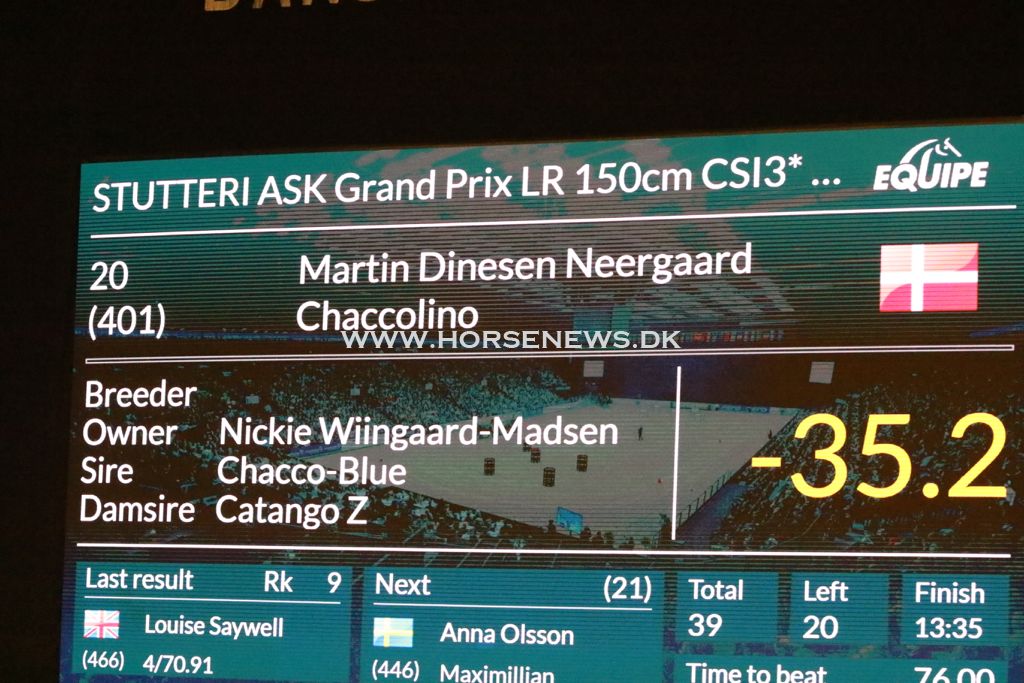 STUTTERI ASK Grand Prix LR 150cm CSI3* ...
EQUIPE
20
Martin Dinesen Neergaard
(401)
Chaccolino
WWW.HORSENEWS.DK
Breeder
Owner Nickie Wiingaard-Madsen
Sire Chacco-Blue
Damsire Catango Z
-35.2
Last result Rk 9
Louise Saywell
(466) 4/70.91
Next (21)
Anna Olsson
(446) Maximillian
Total
39
Left
20
Finish
13:35
Time to beat 76.00